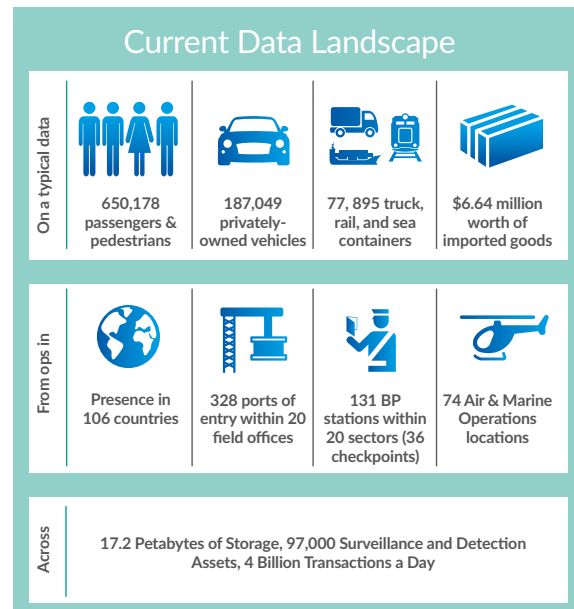 Current Data Landscape
On a typical data
650,178
passengers &
pedestrians
187,049
privately-
owned vehicles
77, 895 truck,
rail, and sea
containers
$6.64 million
worth of
imported goods
From ops in
Presence in
106 countries
328 ports of
entry within 20
field offices
131 BP
stations within
20 sectors (36
checkpoints)
74 Air & Marine
Operations
locations
Across
17.2 Petabytes of Storage, 97,000 Surveillance and Detection
Assets, 4 Billion Transactions a Day